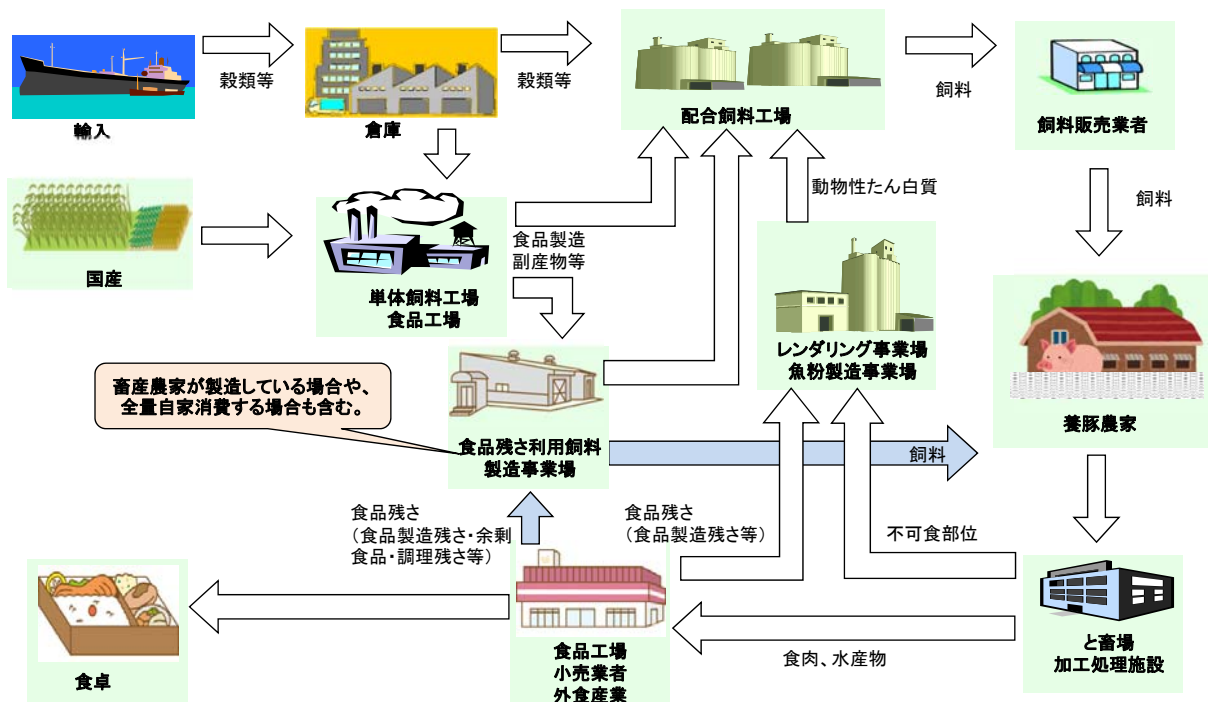 輸入
穀類等
倉庫
穀類等
配合飼料工場
飼料
飼料販売業者
飼料
国産
単体飼料工場
食品工場
食品製造
副産物等
動物性たん白質
レンダリング事業場
魚粉製造事業場
養豚農家
畜産農家が製造している場合や、
全量自家消費する場合も含む。
食品残さ利用飼料
製造事業場
飼料
食品残さ
（食品製造残さ・余剰
食品・調理残さ等）
食品残さ
（食品製造残さ等）
不可食部位
と畜場
加工処理施設
食肉、水産物
食品工場
小売業者
外食産業
食卓